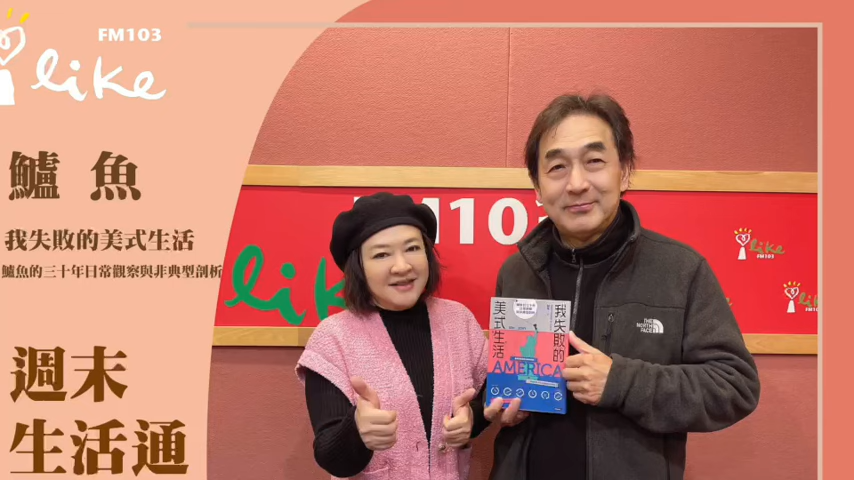 FM103
like
鱸魚
我失敗的美式生活
鱸魚的三十年日常觀察與非典型剖析
週末
生活通
FM103
like
like
FM103
like
我失敗的
美式生活
AMERICA
THE
NORTH
FACE